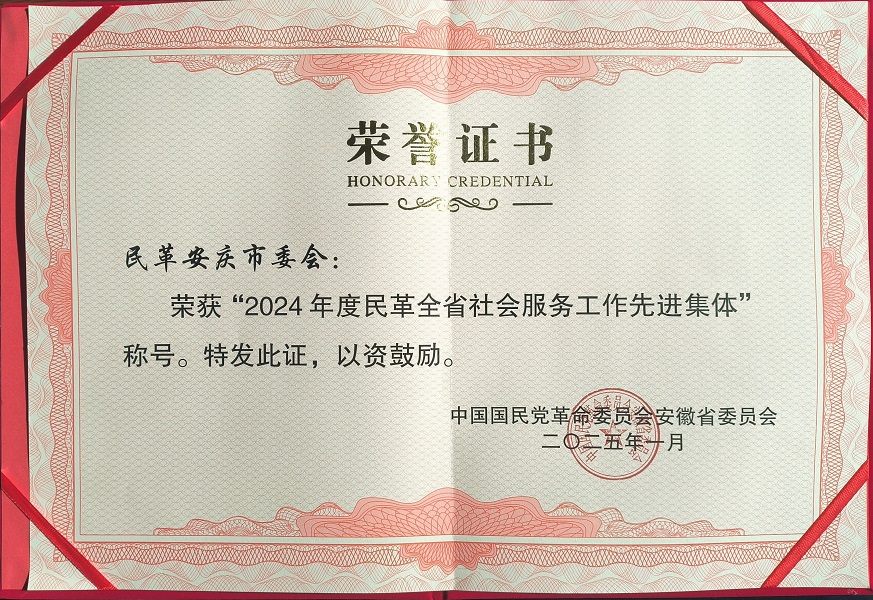 荣誉证书
HONORARY CREDENTIAL
民革安庆市委会：
荣获“2024年度民革全省社会服务工作先进集体”
称号。特发此证，以资鼓励。
中国国民党革命委员会安徽省委员会
二〇二五年一月